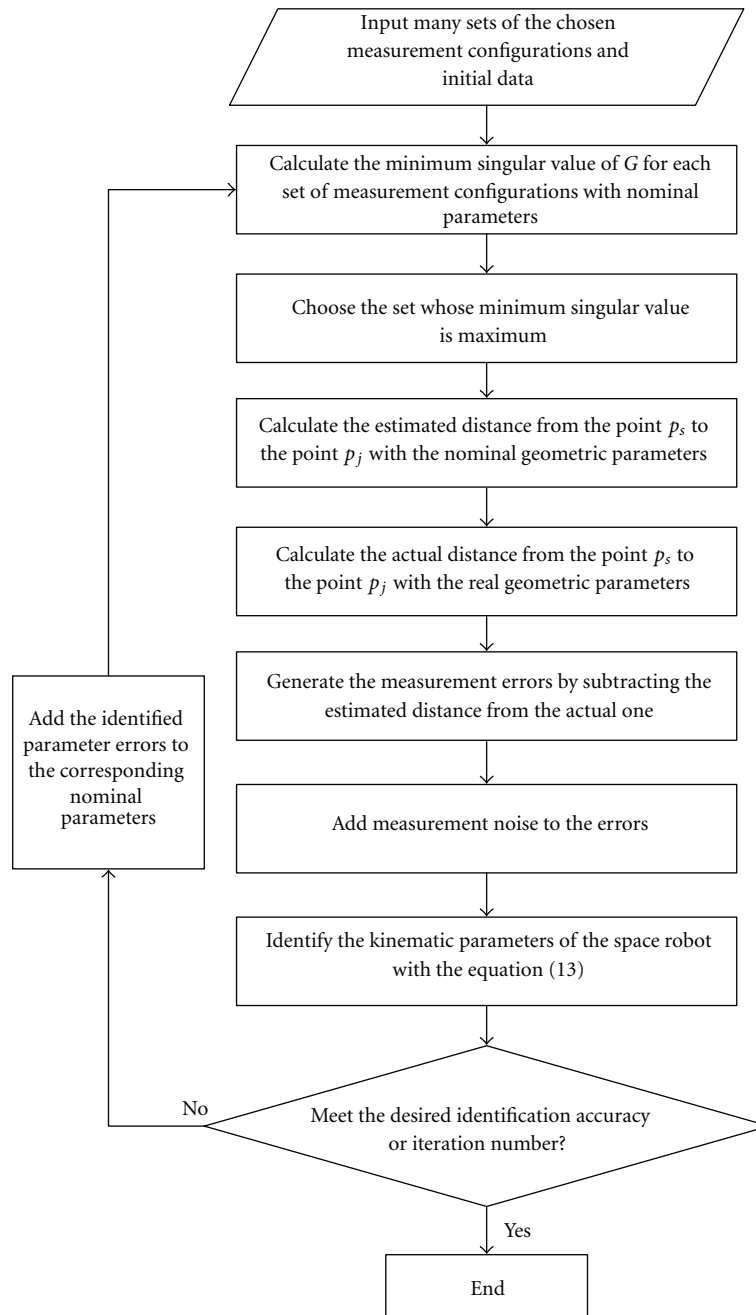 Input many sets of the chosen
measurement configurations and
initial data
Calculate the minimum singular value of G for each
set of measurement configurations with nominal
parameters
Choose the set whose minimum singular value
is maximum
Calculate the estimated distance from the point p_s to
the point p_j with the nominal geometric parameters
Calculate the actual distance from the point p_s to
the point p_j with the real geometric parameters
Generate the measurement errors by subtracting the
estimated distance from the actual one
Add the identified
parameter errors to
the corresponding
nominal
parameters
Add measurement noise to the errors
Identify the kinematic parameters of the space robot
with the equation (13)
No
Meet the desired identification accuracy
or iteration number?
Yes
End